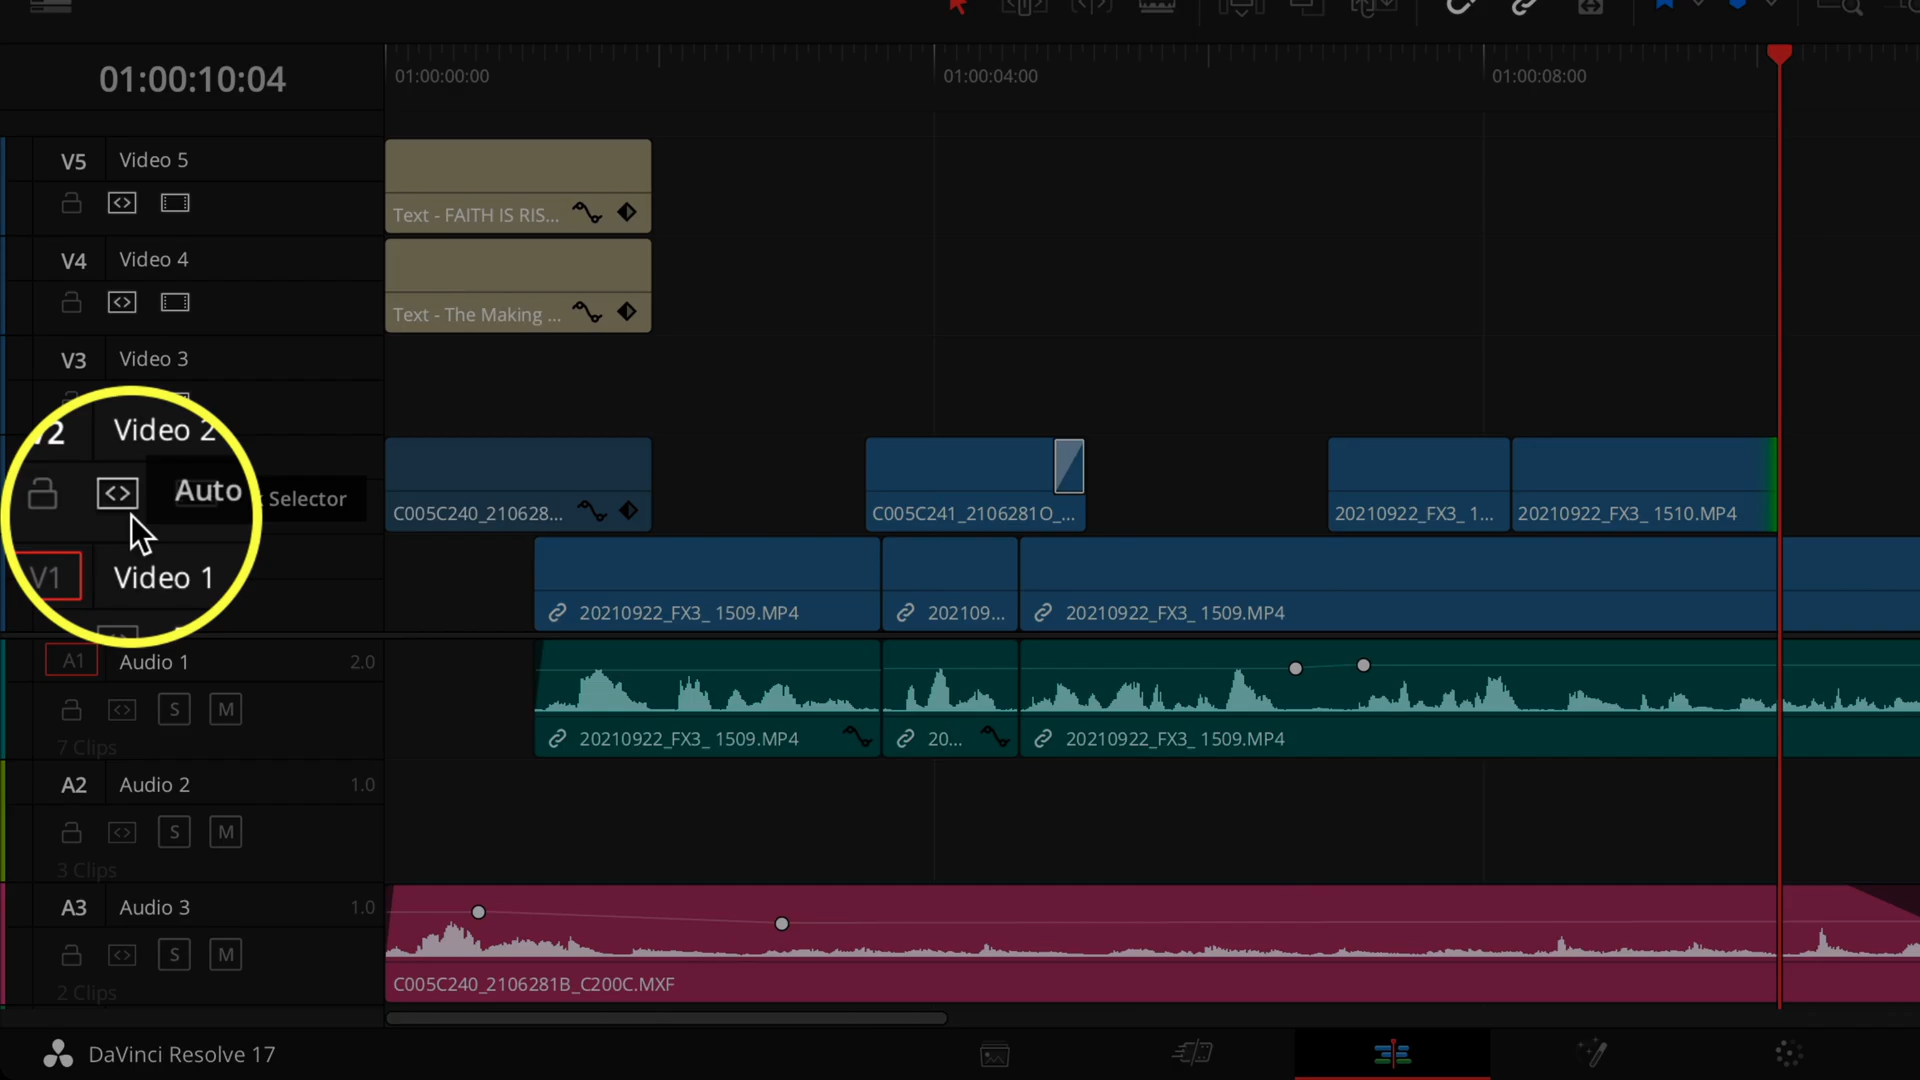 01:00:10:04
01:00:00:00
01:00:04:00
01:00:08:00
V5 Video 5
Text - FAITH IS RIS...
V4 Video 4
Text - The Making ...
V3 Video 3
V2 Video 2
Auto Selector
C005C240_210628...
C005C241_2106281O_...
20210922_FX3_ 1...
20210922_FX3_ 1510.MP4
V1 Video 1
20210922_FX3_ 1509.MP4
202109...
20210922_FX3_ 1509.MP4
A1 Audio 1 2.0
S M
7 Clips
20210922_FX3_ 1509.MP4
20...
20210922_FX3_ 1509.MP4
A2 Audio 2 1.0
S M
3 Clips
A3 Audio 3 1.0
S M
2 Clips
C005C240_2106281B_C200C.MXF
DaVinci Resolve 17